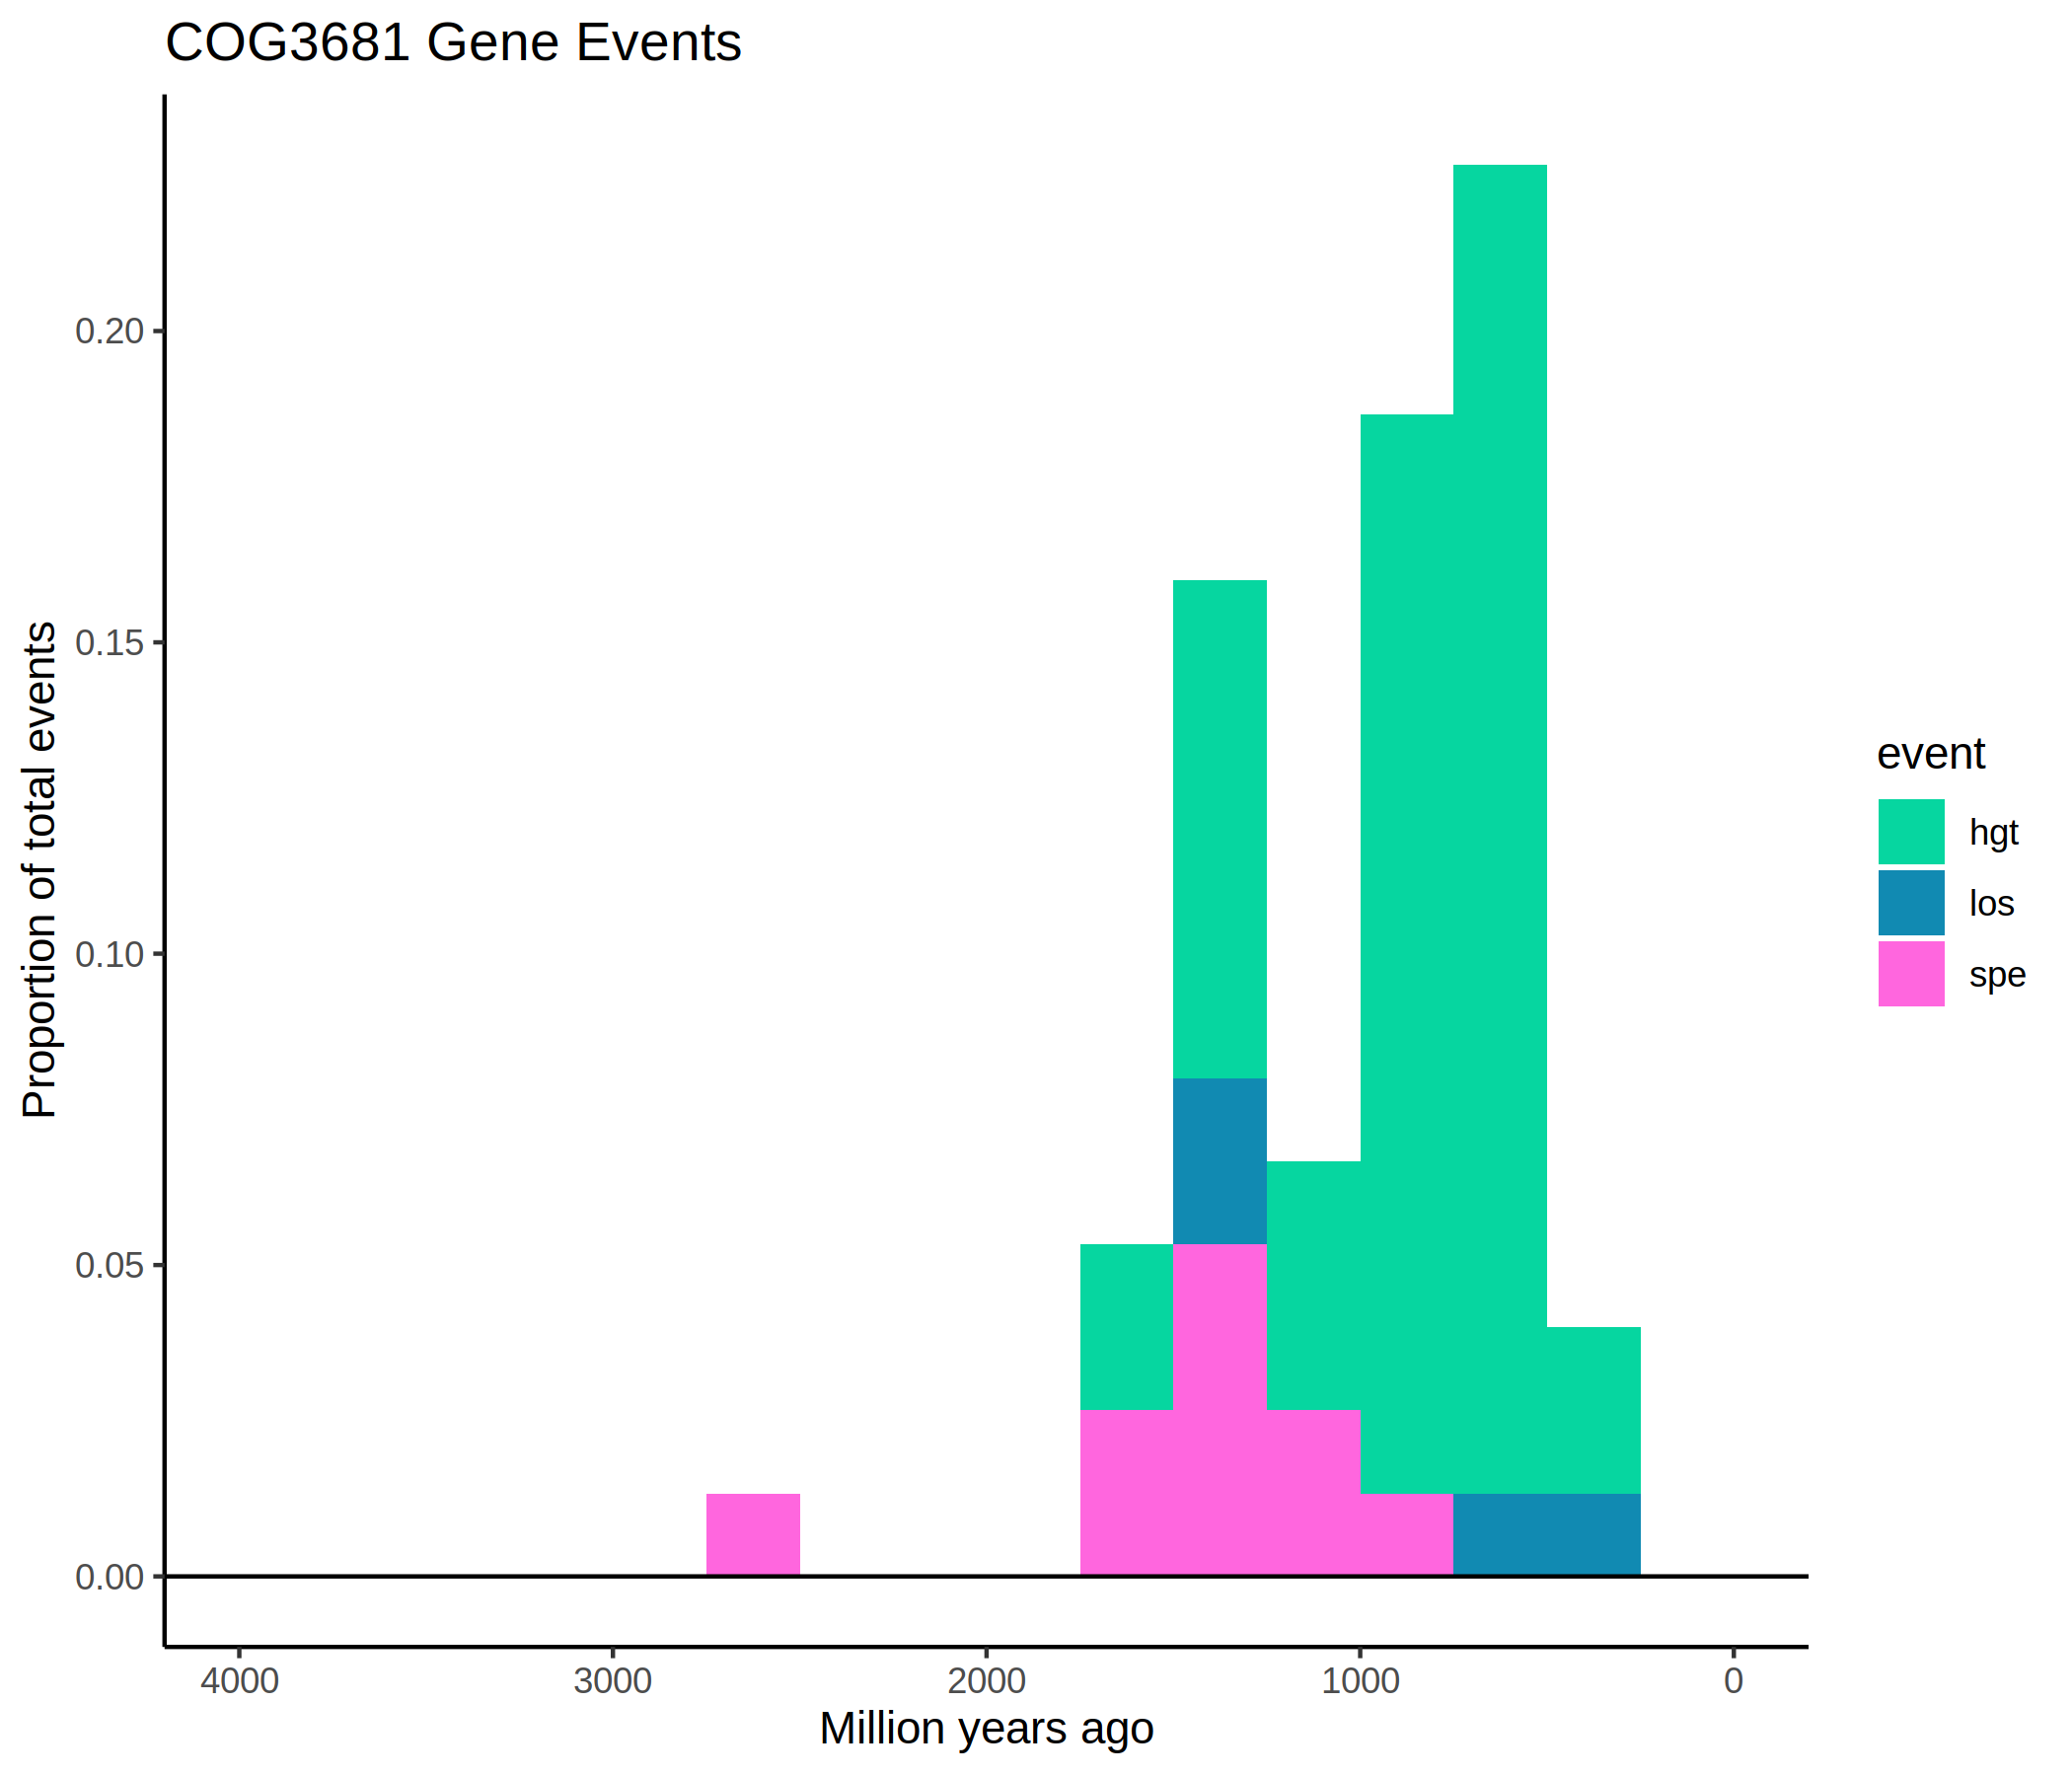 COG3681 Gene Events
Proportion of total events
0.20
0.15
0.10
0.05
0.00
4000 3000 2000 1000 0
Million years ago
event
hgt
los
spe